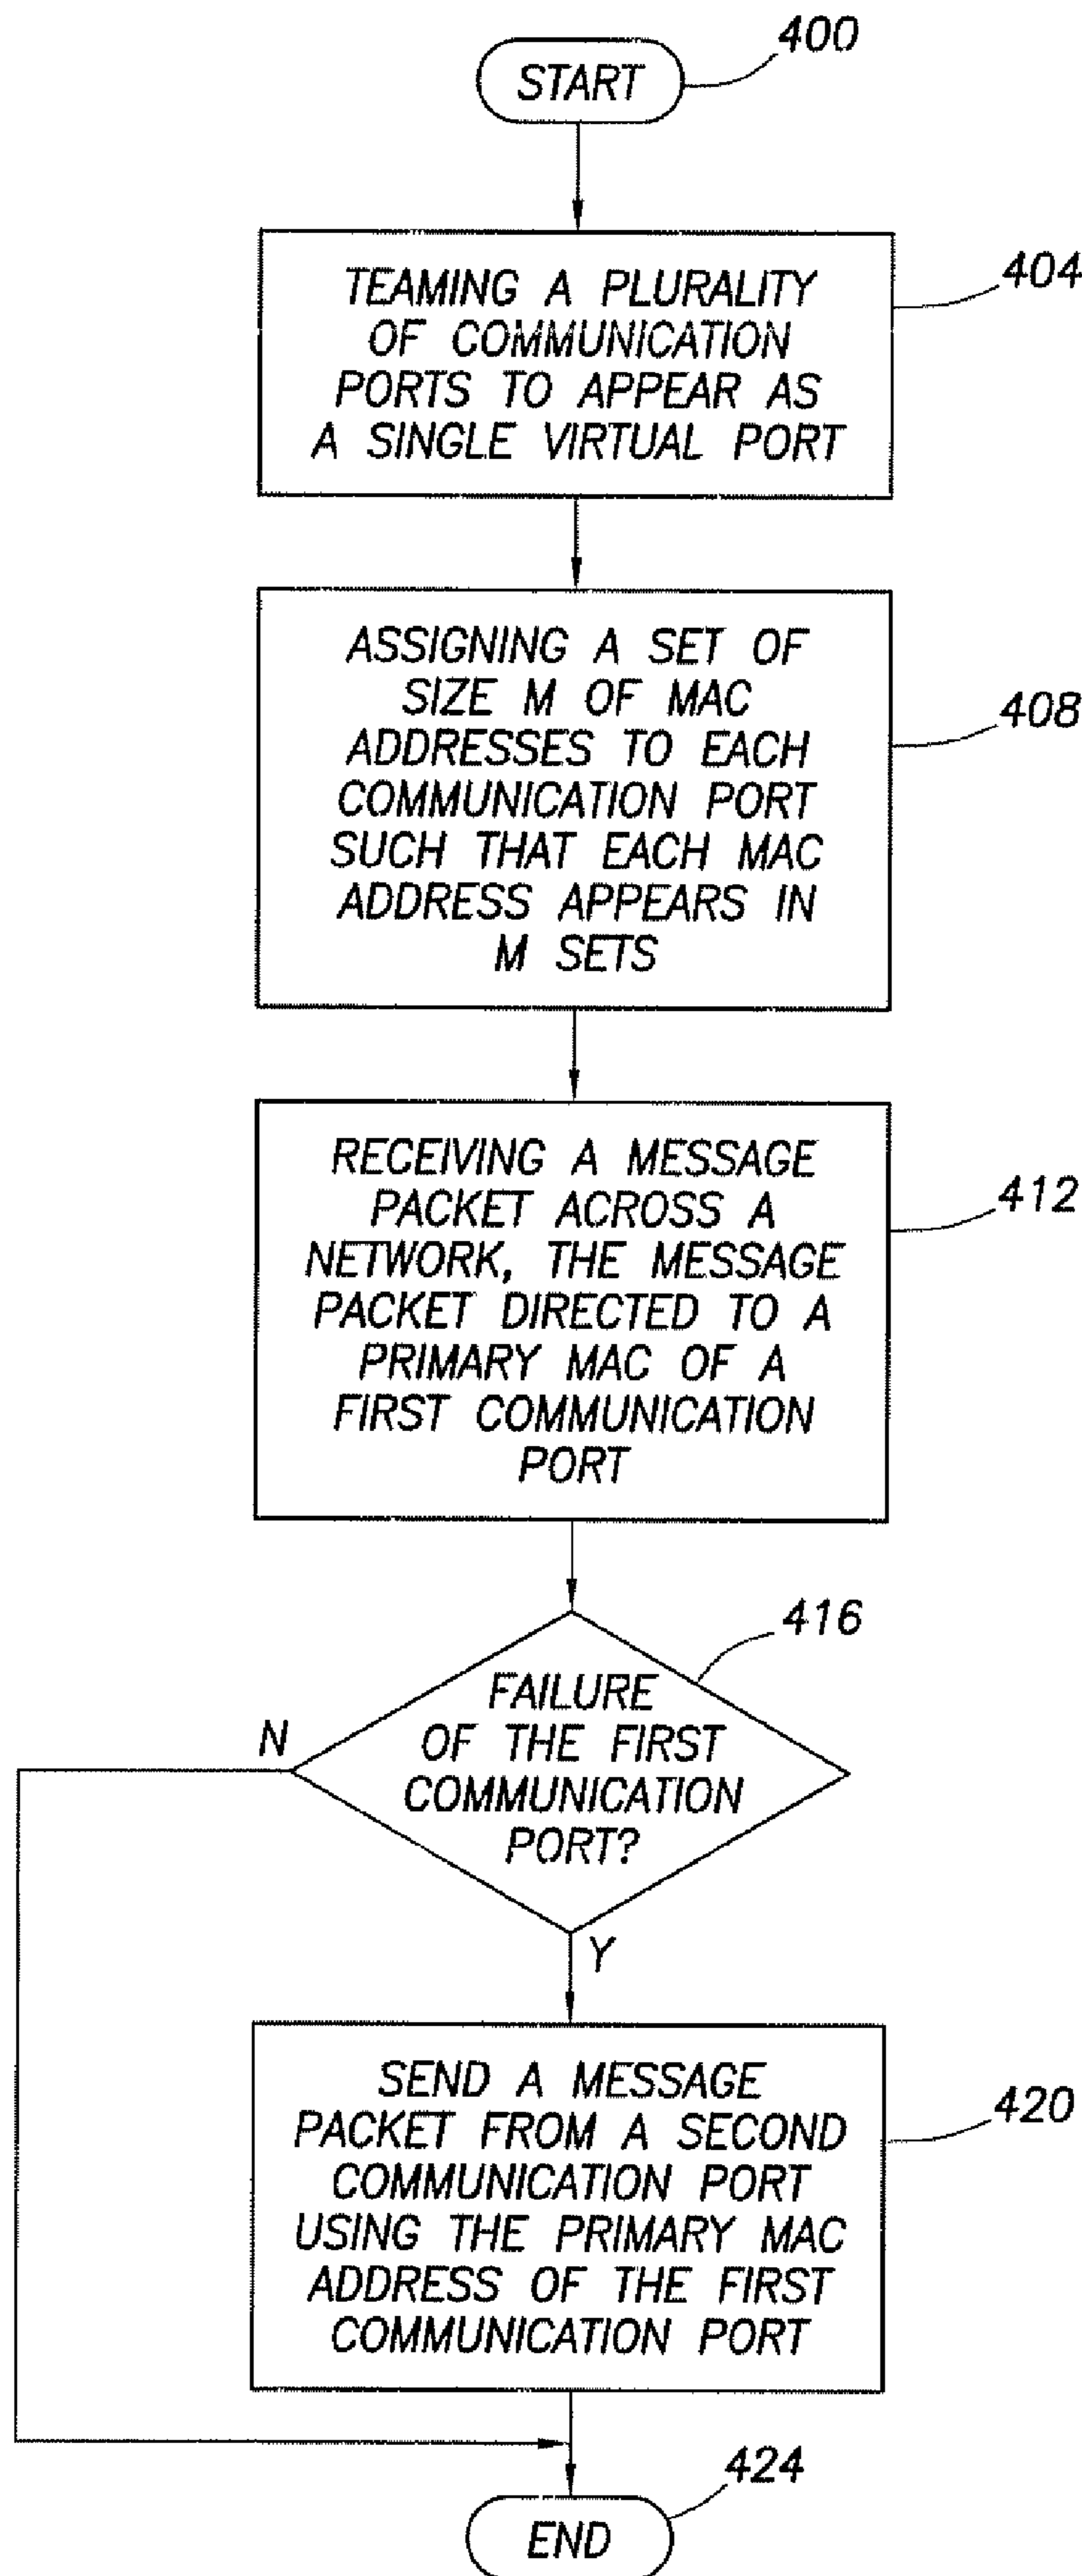 START
400
TEAMING A PLURALITY
OF COMMUNICATION
PORTS TO APPEAR AS
A SINGLE VIRTUAL PORT
404
ASSIGNING A SET OF
SIZE M OF MAC
ADDRESSES TO EACH
COMMUNICATION PORT
SUCH THAT EACH MAC
ADDRESS APPEARS IN
M SETS
408
RECEIVING A MESSAGE
PACKET ACROSS A
NETWORK, THE MESSAGE
PACKET DIRECTED TO A
PRIMARY MAC OF A
FIRST COMMUNICATION
PORT
412
416
FAILURE
OF THE FIRST
COMMUNICATION
PORT?
N
Y
SEND A MESSAGE
PACKET FROM A SECOND
COMMUNICATION PORT
USING THE PRIMARY MAC
ADDRESS OF THE FIRST
COMMUNICATION PORT
420
424
END